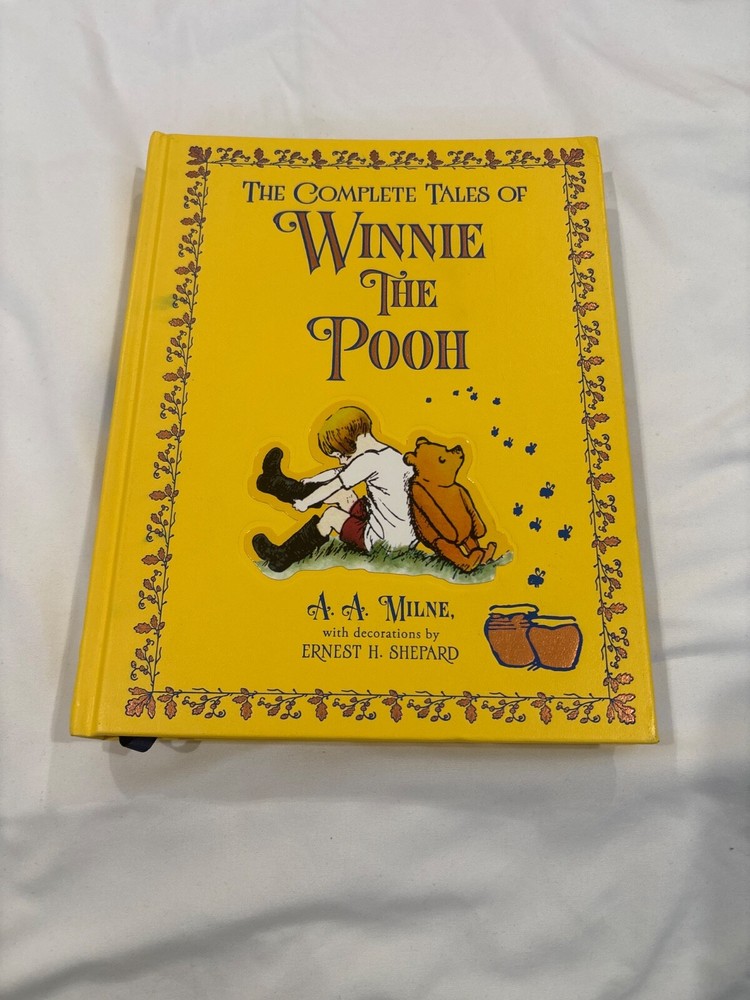 The Complete Tales of
Winnie
The
Pooh
A. A. Milne,
with decorations by
Ernest H. Shepard